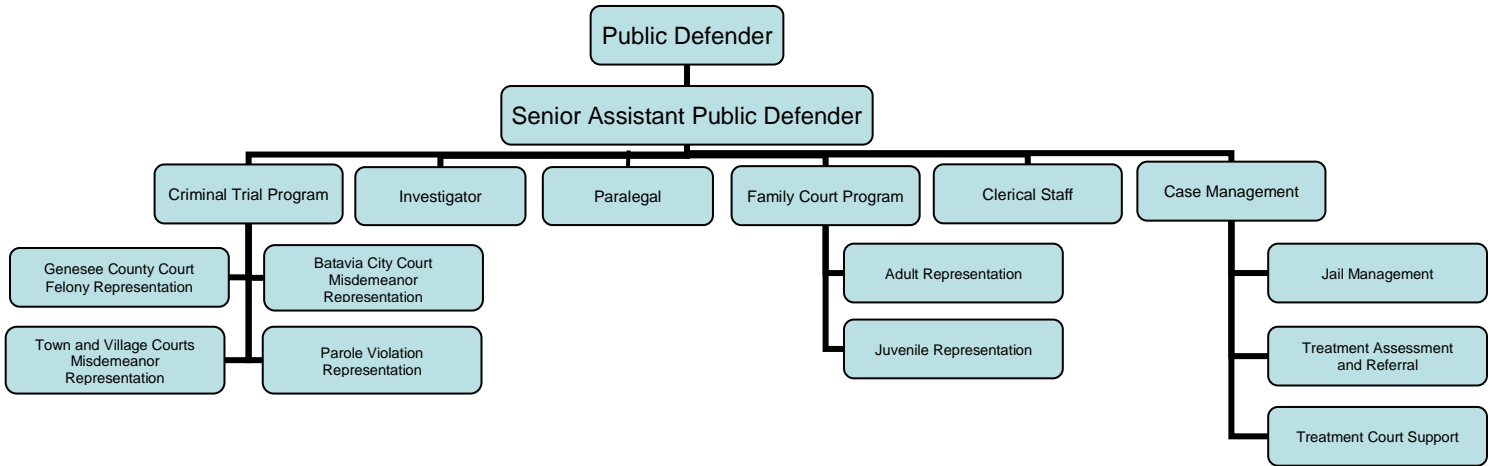 Public Defender
Senior Assistant Public Defender
Criminal Trial Program
Investigator
Paralegal
Family Court Program
Clerical Staff
Case Management
Genesee County Court
Felony Representation
Batavia City Court
Misdemeanor
Representation
Town and Village Courts
Misdemeanor
Representation
Parole Violation
Representation
Adult Representation
Juvenile Representation
Jail Management
Treatment Assessment
and Referral
Treatment Court Support